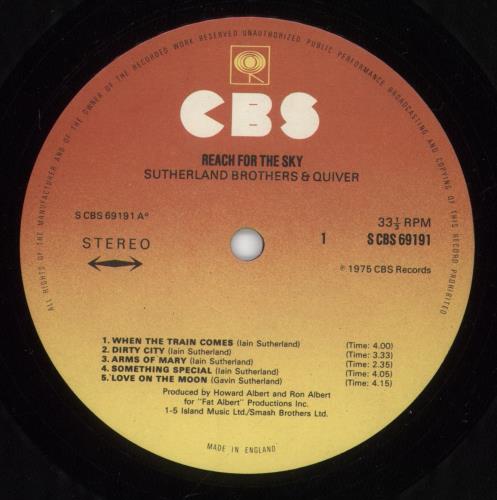 ALL RIGHTS OF THE MANUFACTURER AND OF THE OWNER OF THE RECORDED WORK RESERVED UNAUTHORIZED PUBLIC PERFORMANCE BROADCASTING AND COPYING OF THIS RECORD PROHIBITED
CBS
REACH FOR THE SKY
SUTHERLAND BROTHERS & QUIVER
S CBS 69191 A°
STEREO
1
33⅓ RPM
S CBS 69191
℗ 1975 CBS Records
1. WHEN THE TRAIN COMES (Iain Sutherland) (Time: 4.00)
2. DIRTY CITY (Iain Sutherland) (Time: 3.33)
3. ARMS OF MARY (Iain Sutherland) (Time: 2.35)
4. SOMETHING SPECIAL (Iain Sutherland) (Time: 4.05)
5. LOVE ON THE MOON (Gavin Sutherland) (Time: 4.15)
Produced by Howard Albert and Ron Albert
for "Fat Albert" Productions Inc.
1-5 Island Music Ltd./Smash Brothers Ltd.
MADE IN ENGLAND